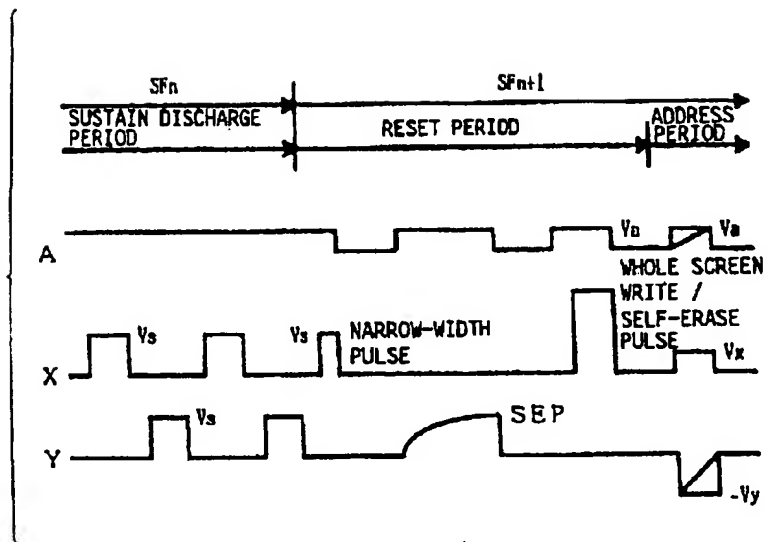 SFn
SFn+1
SUSTAIN DISCHARGE
PERIOD
RESET PERIOD
ADDRESS
PERIOD
A
Va
Va
WHOLE SCREEN
WRITE /
SELF-ERASE
PULSE
X
Vs
Vs
NARROW-WIDTH
PULSE
Vx
Y
Vs
SEP
-Vy